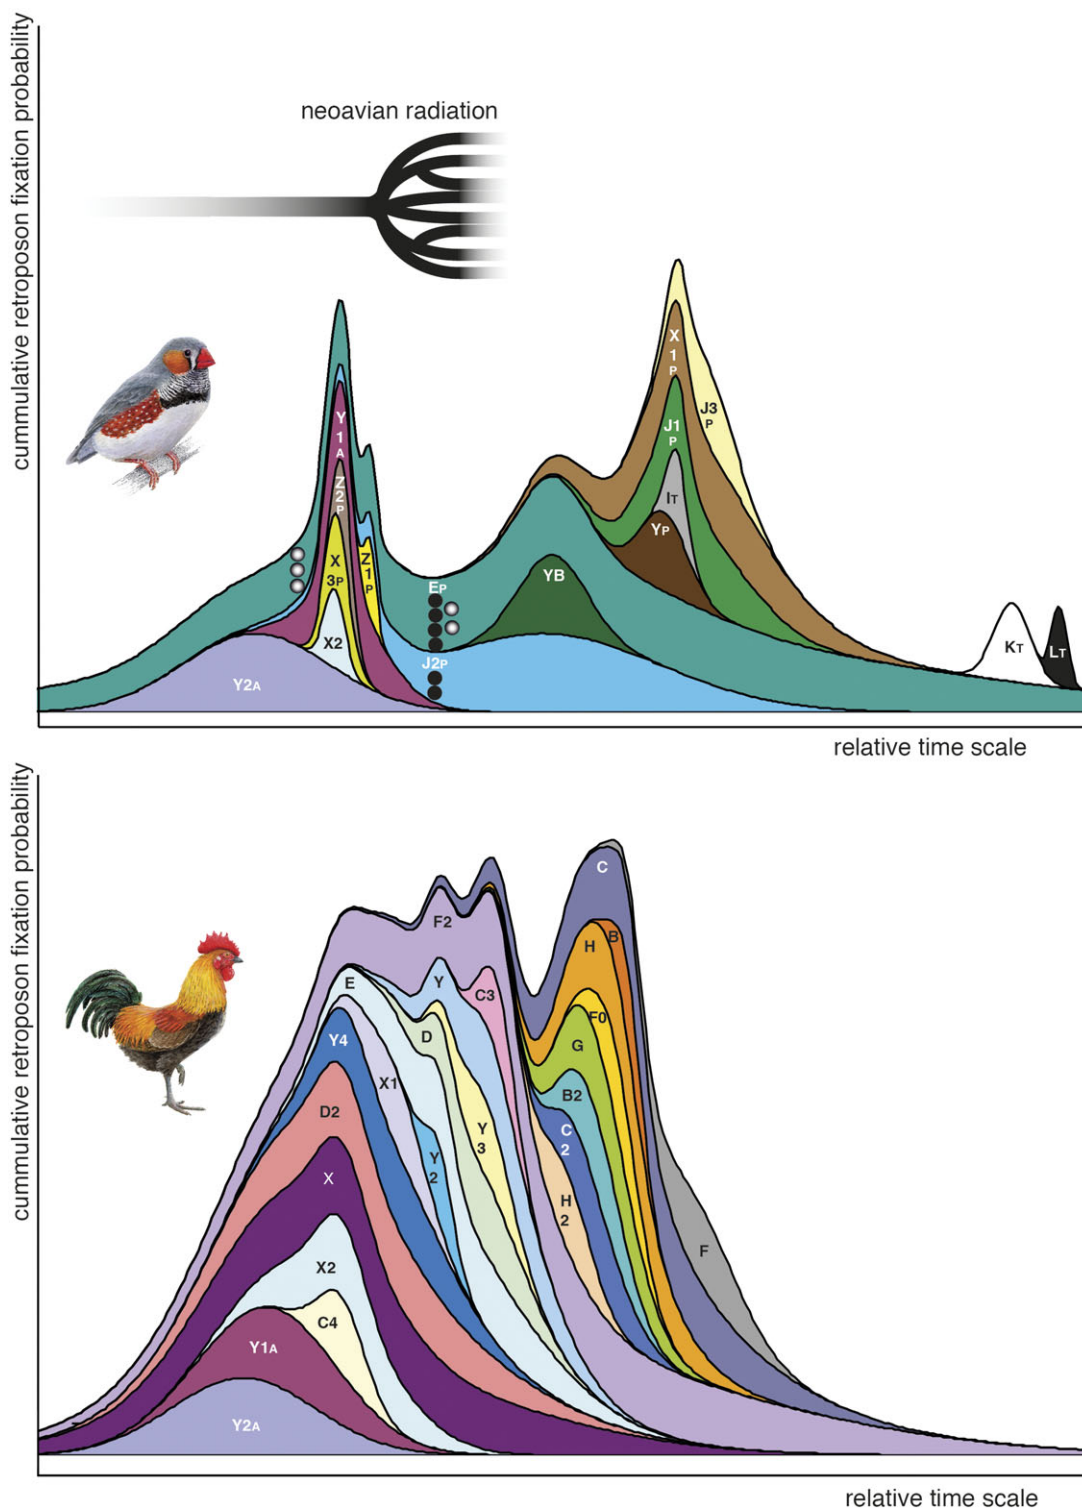 cummulative retroposon fixation probability
neoavian radiation
X
1
P
J3
P
Y
1
A
J1
P
Z
2
P
IT
YP
X
3P
Z
1
P
EP
YB
X2
J2P
Y2A
KT
LT
relative time scale
cummulative retroposon fixation probability
C
F2
H
B
E
Y
C3
F0
Y4
D
G
X1
B2
D2
Y
3
C
2
Y
2
X
H
2
F
X2
C4
Y1A
Y2A
relative time scale